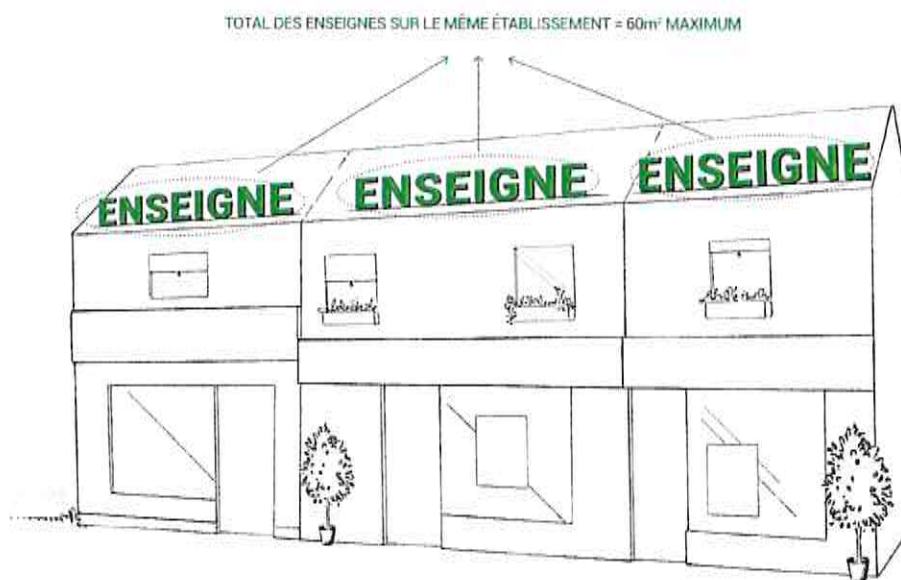 TOTAL DES ENSEIGNES SUR LE MÊME ÉTABLISSEMENT = 60m² MAXIMUM
ENSEIGNE
ENSEIGNE
ENSEIGNE